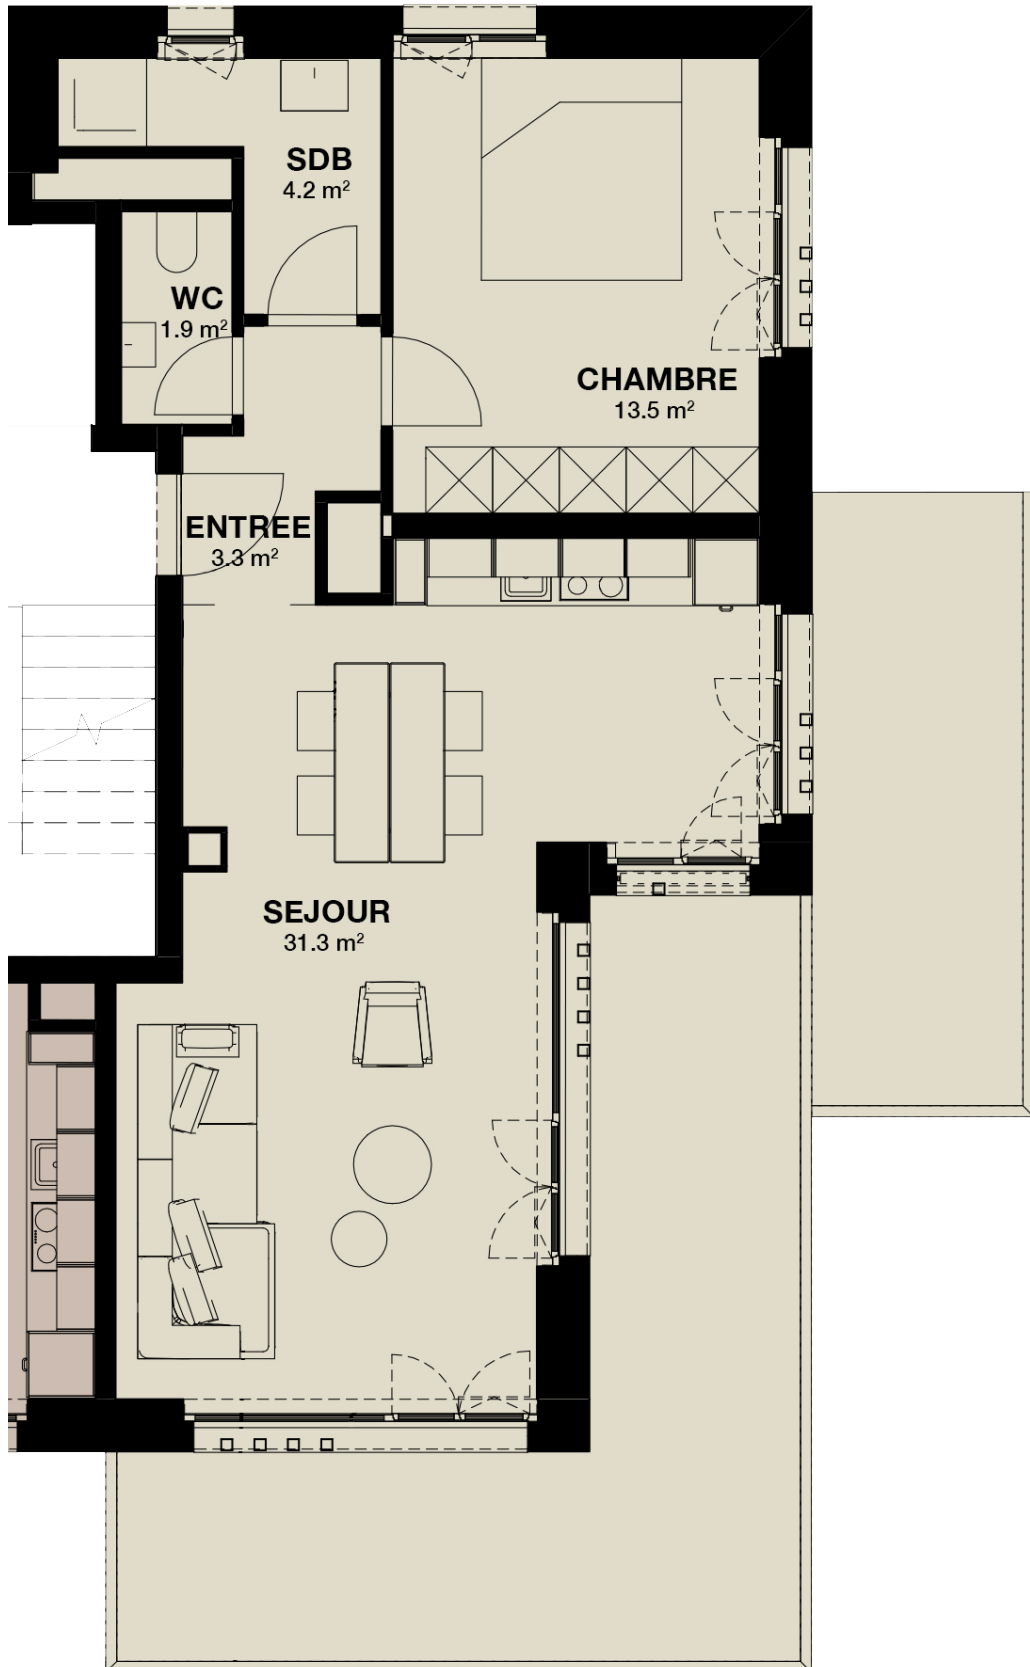 SDB
4.2 m²
WC
1.9 m²
CHAMBRE
13.5 m²
ENTREE
3.3 m²
SEJOUR
31.3 m²